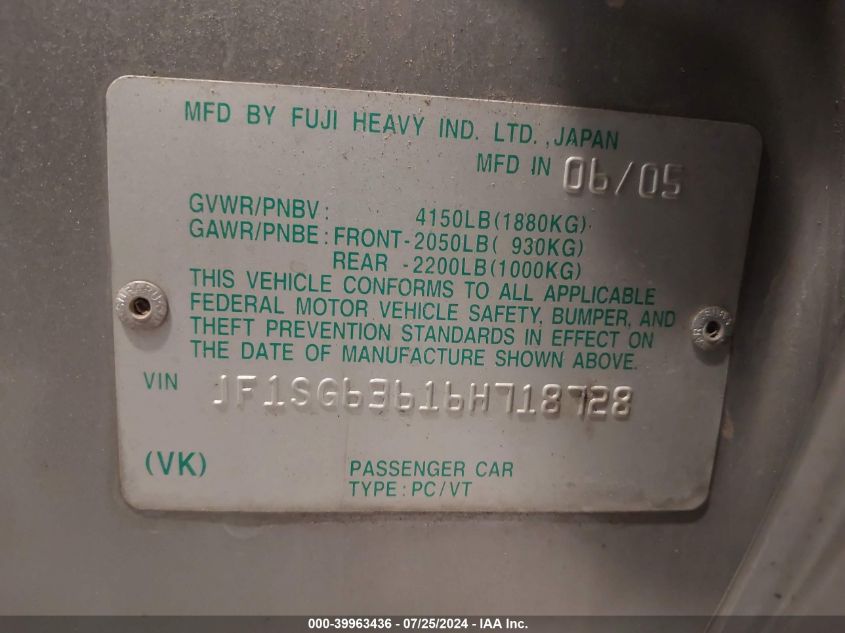 MFD BY FUJI HEAVY IND. LTD.,JAPAN
MFD IN 06/05
GVWR/PNBV: 4150LB(1880KG)
GAWR/PNBE: FRONT-2050LB( 930KG)
REAR -2200LB(1000KG)
THIS VEHICLE CONFORMS TO ALL APPLICABLE
FEDERAL MOTOR VEHICLE SAFETY, BUMPER, AND
THEFT PREVENTION STANDARDS IN EFFECT ON
THE DATE OF MANUFACTURE SHOWN ABOVE.
VIN JF1SG63616H718728
(VK) PASSENGER CAR
TYPE:PC/VT
000-39963436 - 07/25/2024 - IAA Inc.